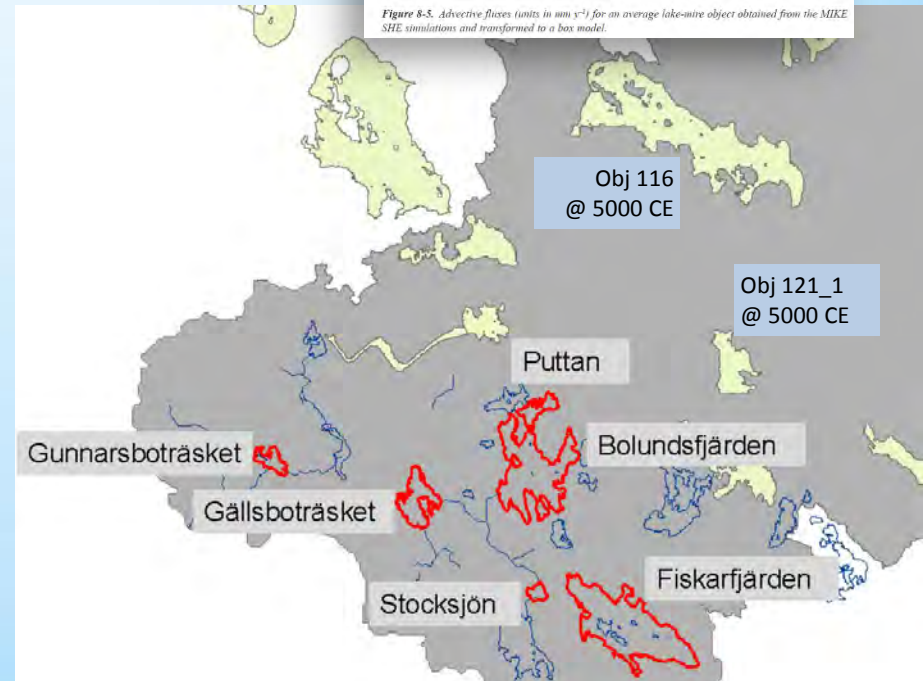 Figure 8-5. Advective fluxes (units in mm y⁻¹) for an average lake-mire object obtained from the MIKE
SHE simulations and transformed to a box model.
Obj 116
@ 5000 CE
Obj 121_1
@ 5000 CE
Puttan
Gunnarsboträsket
Bolundsfjärden
Gällsboträsket
Fiskarfjärden
Stocksjön